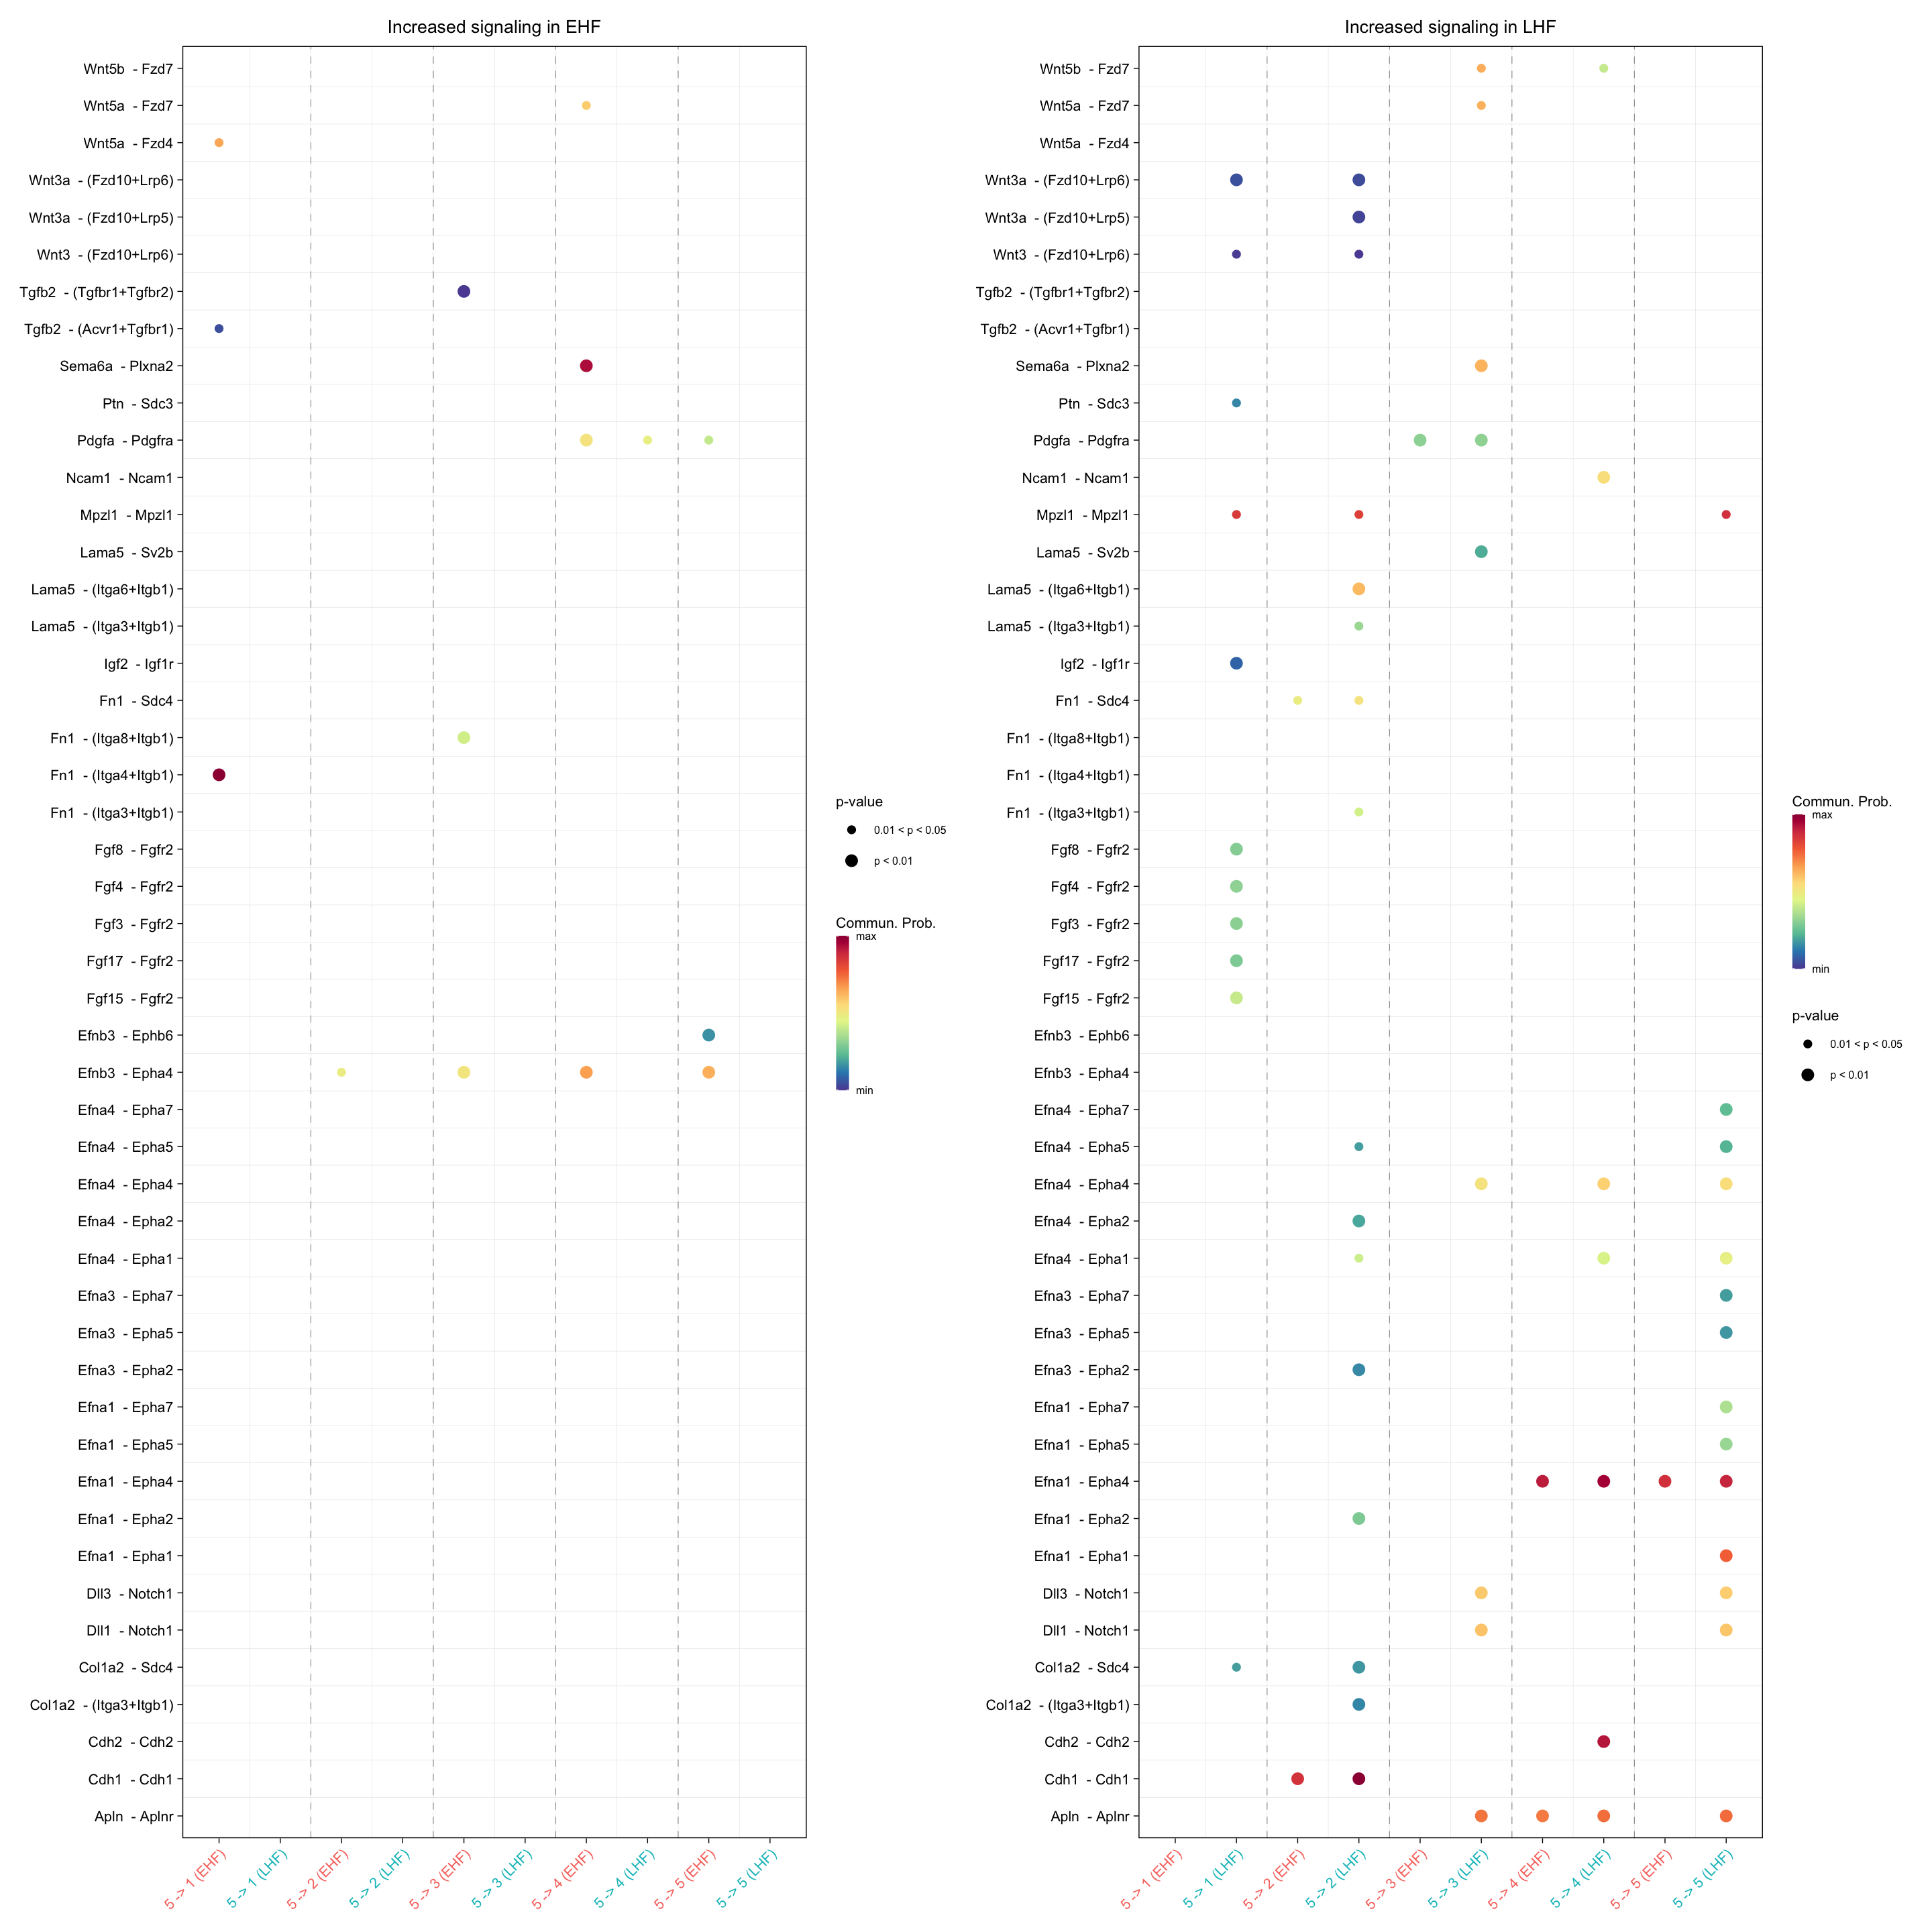 Increased signaling in EHF
Wnt5b - Fzd7
Wnt5a - Fzd7
Wnt5a - Fzd4
Wnt3a - (Fzd10+Lrp6)
Wnt3a - (Fzd10+Lrp5)
Wnt3 - (Fzd10+Lrp6)
Tgfb2 - (Tgfbr1+Tgfbr2)
Tgfb2 - (Acvr1+Tgfbr1)
Sema6a - Plxna2
Ptn - Sdc3
Pdgfa - Pdgfra
Ncam1 - Ncam1
Mpzl1 - Mpzl1
Lama5 - Sv2b
Lama5 - (Itga6+Itgb1)
Lama5 - (Itga3+Itgb1)
Igf2 - Igf1r
Fn1 - Sdc4
Fn1 - (Itga8+Itgb1)
Fn1 - (Itga4+Itgb1)
Fn1 - (Itga3+Itgb1)
Fgf8 - Fgfr2
Fgf4 - Fgfr2
Fgf3 - Fgfr2
Fgf17 - Fgfr2
Fgf15 - Fgfr2
Efnb3 - Ephb6
Efnb3 - Epha4
Efna4 - Epha7
Efna4 - Epha5
Efna4 - Epha4
Efna4 - Epha2
Efna4 - Epha1
Efna3 - Epha7
Efna3 - Epha5
Efna3 - Epha2
Efna1 - Epha7
Efna1 - Epha5
Efna1 - Epha4
Efna1 - Epha2
Efna1 - Epha1
Dll3 - Notch1
Dll1 - Notch1
Col1a2 - Sdc4
Col1a2 - (Itga3+Itgb1)
Cdh2 - Cdh2
Cdh1 - Cdh1
Apln - Aplnr
5 -> 1 (EHF)
5 -> 1 (LHF)
5 -> 2 (EHF)
5 -> 2 (LHF)
5 -> 3 (EHF)
5 -> 3 (LHF)
5 -> 4 (EHF)
5 -> 4 (LHF)
5 -> 5 (EHF)
5 -> 5 (LHF)
p-value
0.01 < p < 0.05
p < 0.01
Commun. Prob.
max
min
Increased signaling in LHF
Wnt5b - Fzd7
Wnt5a - Fzd7
Wnt5a - Fzd4
Wnt3a - (Fzd10+Lrp6)
Wnt3a - (Fzd10+Lrp5)
Wnt3 - (Fzd10+Lrp6)
Tgfb2 - (Tgfbr1+Tgfbr2)
Tgfb2 - (Acvr1+Tgfbr1)
Sema6a - Plxna2
Ptn - Sdc3
Pdgfa - Pdgfra
Ncam1 - Ncam1
Mpzl1 - Mpzl1
Lama5 - Sv2b
Lama5 - (Itga6+Itgb1)
Lama5 - (Itga3+Itgb1)
Igf2 - Igf1r
Fn1 - Sdc4
Fn1 - (Itga8+Itgb1)
Fn1 - (Itga4+Itgb1)
Fn1 - (Itga3+Itgb1)
Fgf8 - Fgfr2
Fgf4 - Fgfr2
Fgf3 - Fgfr2
Fgf17 - Fgfr2
Fgf15 - Fgfr2
Efnb3 - Ephb6
Efnb3 - Epha4
Efna4 - Epha7
Efna4 - Epha5
Efna4 - Epha4
Efna4 - Epha2
Efna4 - Epha1
Efna3 - Epha7
Efna3 - Epha5
Efna3 - Epha2
Efna1 - Epha7
Efna1 - Epha5
Efna1 - Epha4
Efna1 - Epha2
Efna1 - Epha1
Dll3 - Notch1
Dll1 - Notch1
Col1a2 - Sdc4
Col1a2 - (Itga3+Itgb1)
Cdh2 - Cdh2
Cdh1 - Cdh1
Apln - Aplnr
5 -> 1 (EHF)
5 -> 1 (LHF)
5 -> 2 (EHF)
5 -> 2 (LHF)
5 -> 3 (EHF)
5 -> 3 (LHF)
5 -> 4 (EHF)
5 -> 4 (LHF)
5 -> 5 (EHF)
5 -> 5 (LHF)
Commun. Prob.
max
min
p-value
0.01 < p < 0.05
p < 0.01